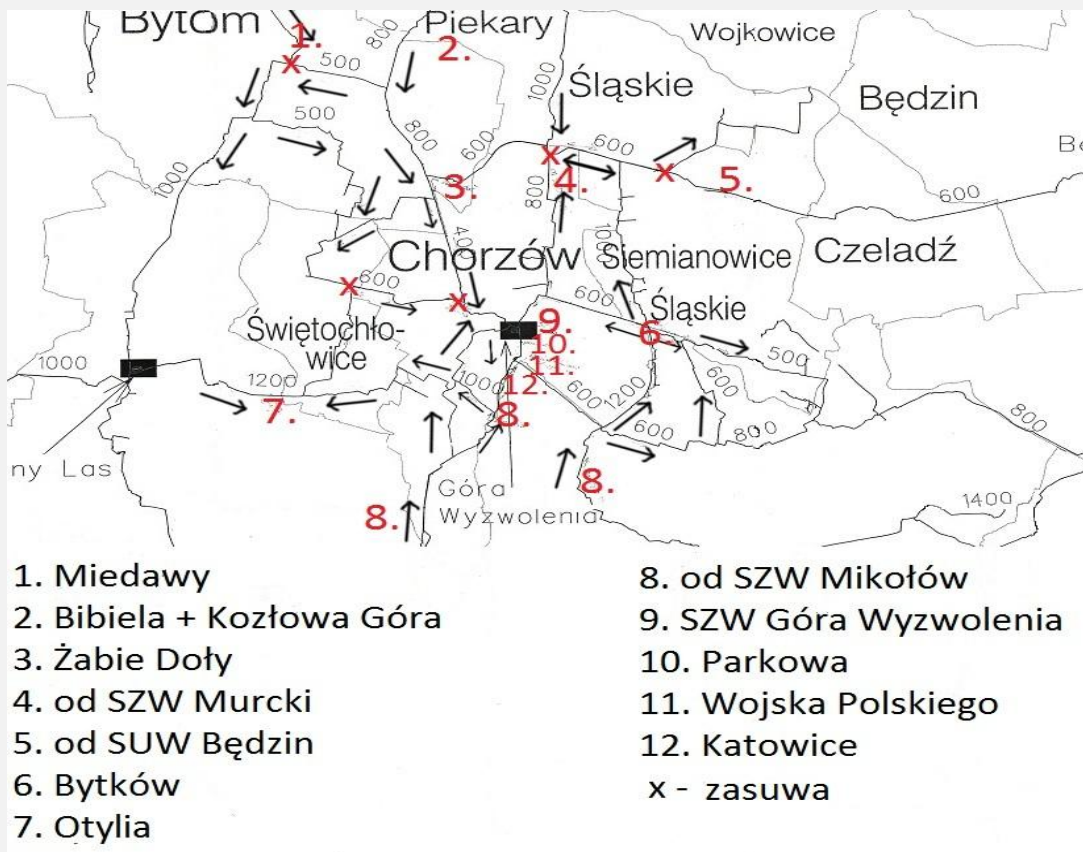 Bytom
1.
Piekary
2.
Wojkowice
800
500
1000
Śląskie
Będzin
500
800
600
600
Bę
1000
3.
4.
5.
800
600
400
1000
Chorzów
Siemianowice
Czeladź
600
600
Śląskie
Świętochło-
wice
9.
6.
10.
500
1000
11.
1200
1000
12.
600
1200
600
7.
8.
600
800
800
ny Las
Góra
8.
1400
8.
Wyzwolenia
1. Miedawy
2. Bibiela + Kozłowa Góra
3. Żabie Doły
4. od SZW Murcki
5. od SUW Będzin
6. Bytków
7. Otylia
8. od SZW Mikołów
9. SZW Góra Wyzwolenia
10. Parkowa
11. Wojska Polskiego
12. Katowice
x - zasuwa